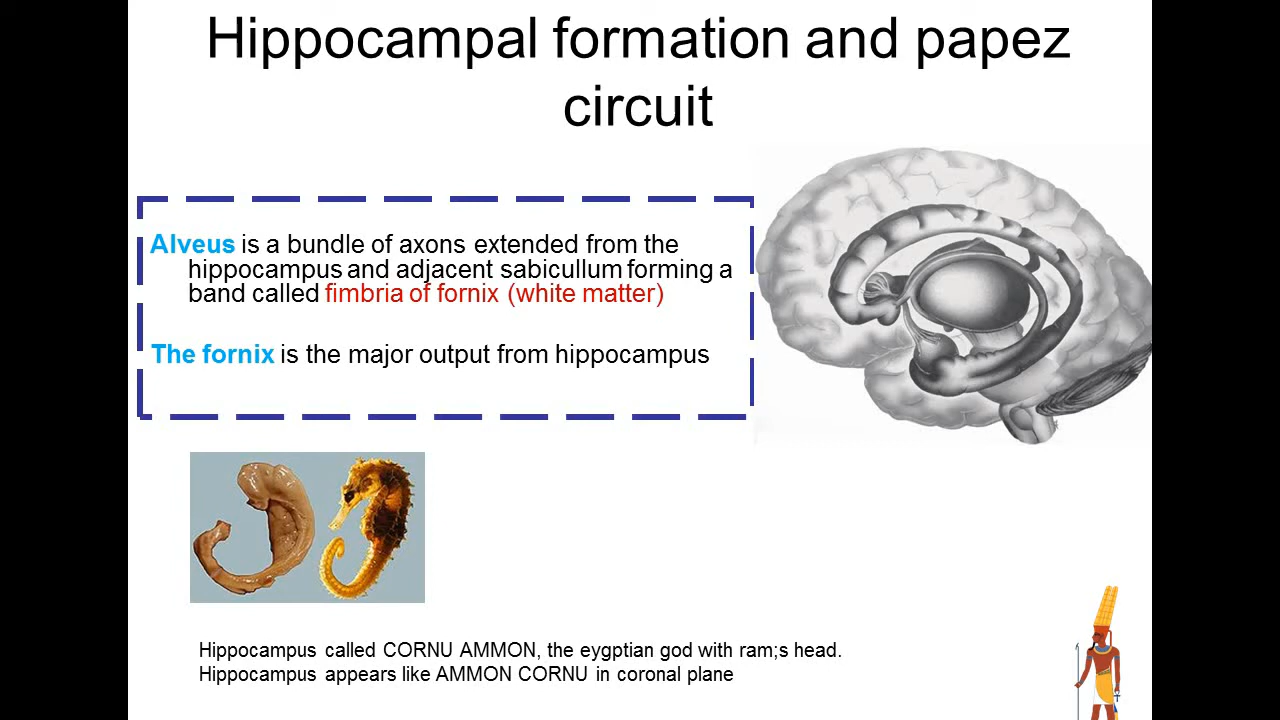 Hippocampal formation and papez
circuit
Alveus is a bundle of axons extended from the
hippocampus and adjacent sabicullum forming a
band called fimbria of fornix (white matter)
The fornix is the major output from hippocampus
Hippocampus called CORNU AMMON, the eygptian god with ram;s head.
Hippocampus appears like AMMON CORNU in coronal plane